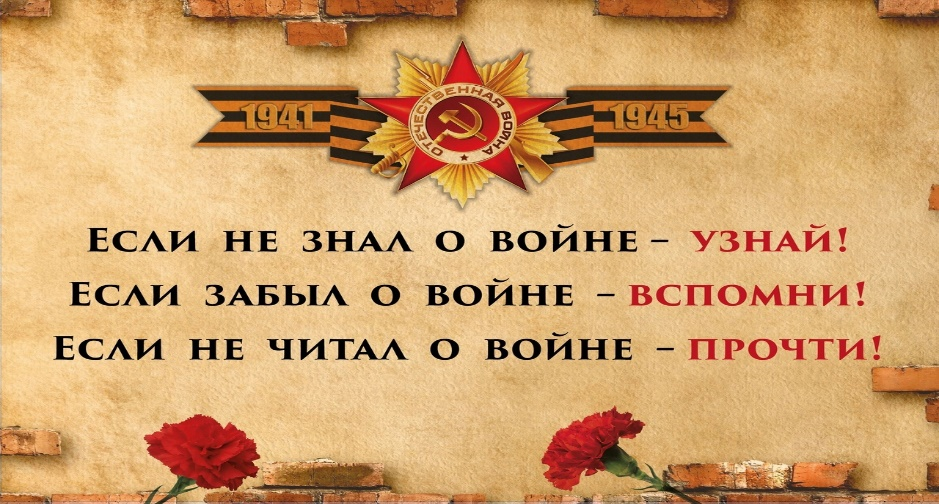 1941 ОТЕЧЕСТВЕННАЯ ВОЙНА 1945
Если не знал о войне – УЗНАЙ!
Если забыл о войне – ВСПОМНИ!
Если не читал о войне – ПРОЧТИ!